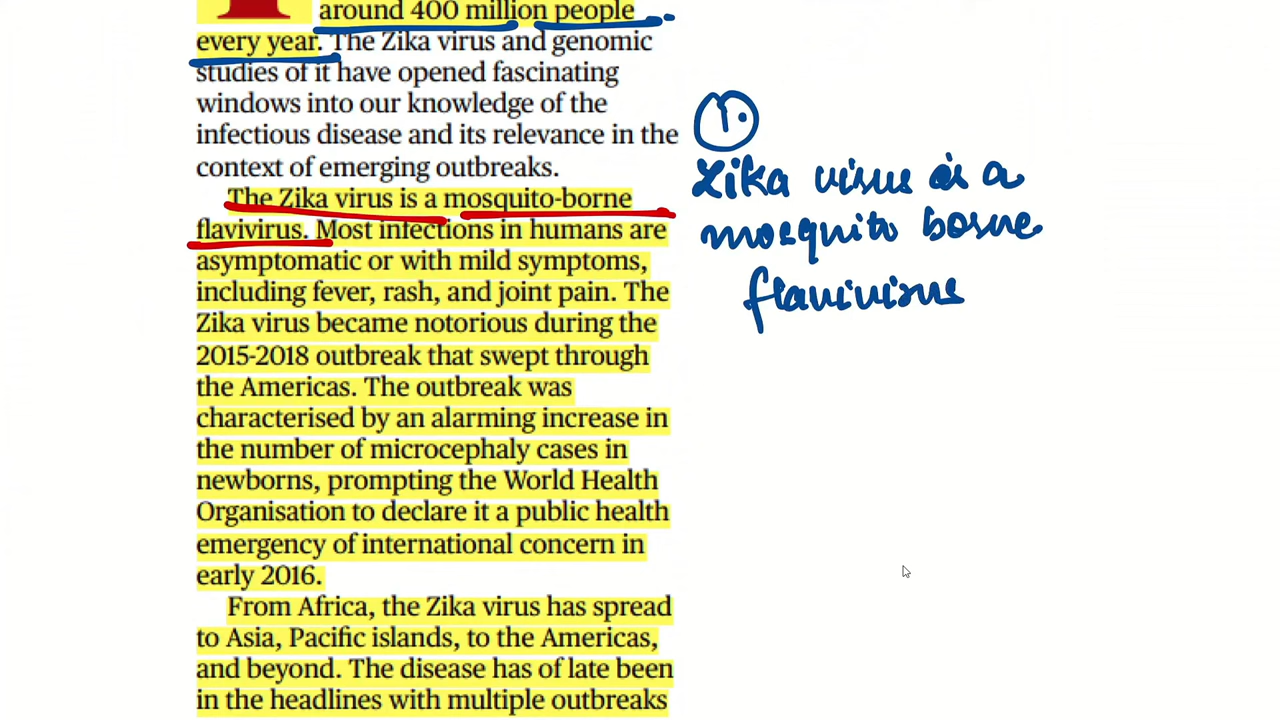 around 400 million people
every year. The Zika virus and genomic
studies of it have opened fascinating
windows into our knowledge of the
infectious disease and its relevance in the
context of emerging outbreaks.
The Zika virus is a mosquito-borne
flavivirus. Most infections in humans are
asymptomatic or with mild symptoms,
including fever, rash, and joint pain. The
Zika virus became notorious during the
2015-2018 outbreak that swept through
the Americas. The outbreak was
characterised by an alarming increase in
the number of microcephaly cases in
newborns, prompting the World Health
Organisation to declare it a public health
emergency of international concern in
early 2016.
From Africa, the Zika virus has spread
to Asia, Pacific islands, to the Americas,
and beyond. The disease has of late been
in the headlines with multiple outbreaks
1.
Zika virus is a
mosquito borne
flavivirus